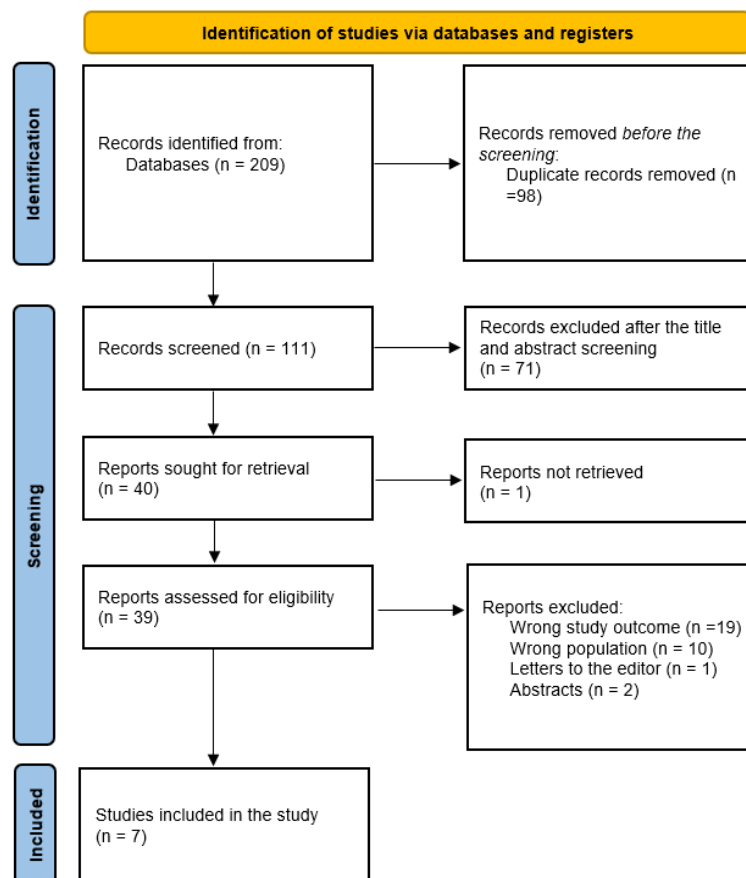 Identification of studies via databases and registers
Identification
Records identified from:
Databases (n = 209)
Records removed before the
screening:
Duplicate records removed (n
=98)
Screening
Records screened (n = 111)
Records excluded after the title
and abstract screening
(n = 71)
Reports sought for retrieval
(n = 40)
Reports not retrieved
(n = 1)
Reports assessed for eligibility
(n = 39)
Reports excluded:
Wrong study outcome (n =19)
Wrong population (n = 10)
Letters to the editor (n = 1)
Abstracts (n = 2)
Included
Studies included in the study
(n = 7)